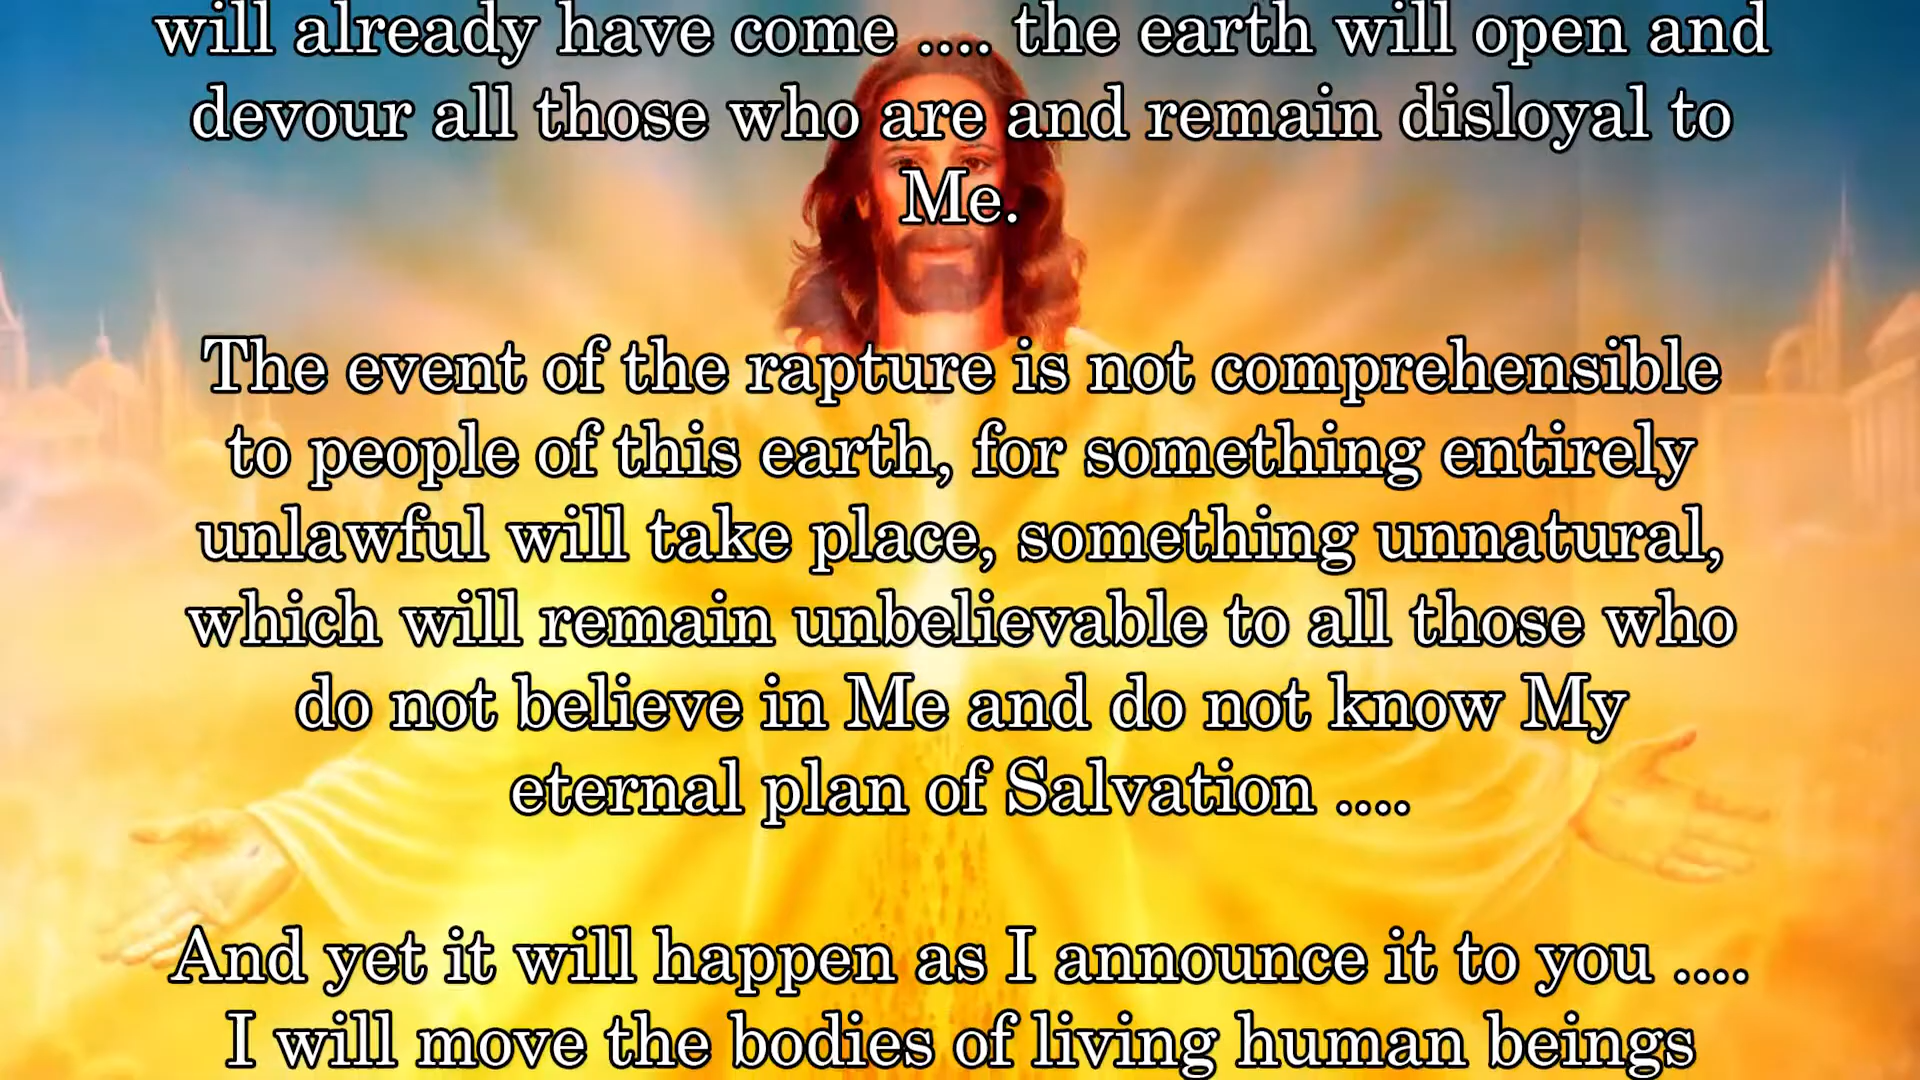 will already have come .... the earth will open and
devour all those who are and remain disloyal to
Me.
The event of the rapture is not comprehensible
to people of this earth, for something entirely
unlawful will take place, something unnatural,
which will remain unbelievable to all those who
do not believe in Me and do not know My
eternal plan of Salvation ....
And yet it will happen as I announce it to you ....
I will move the bodies of living human beings